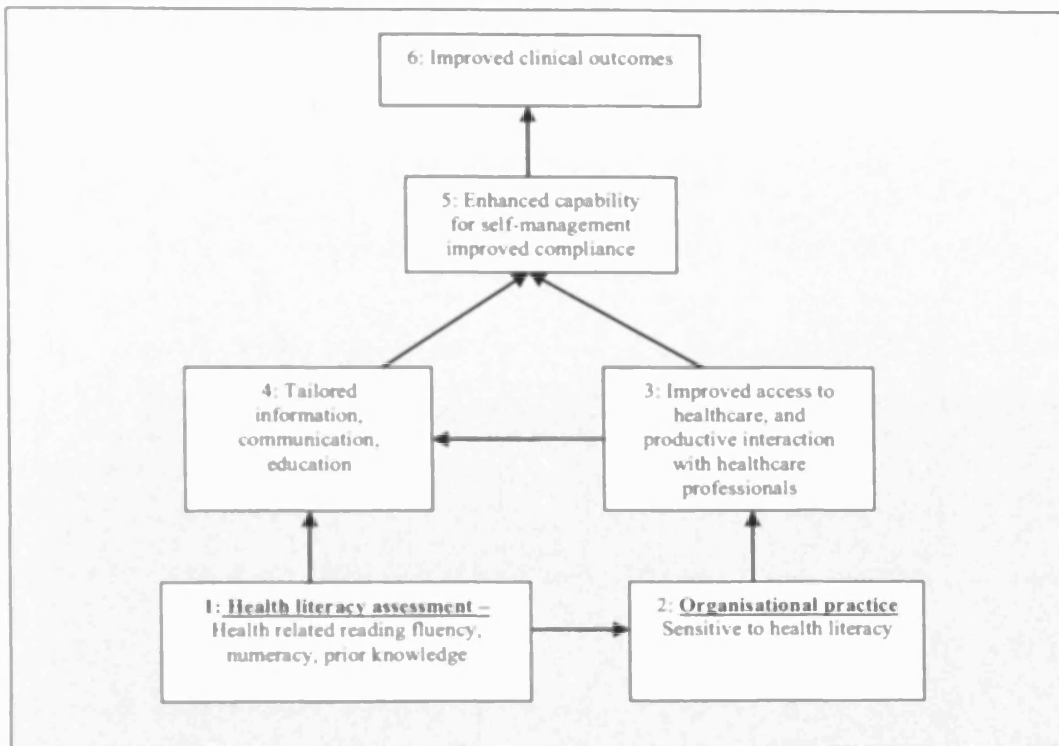 6: Improved clinical outcomes
5: Enhanced capability
for self-management
improved compliance
4: Tailored
information,
communication,
education
3: Improved access to
healthcare, and
productive interaction
with healthcare
professionals
1: Health literacy assessment –
Health related reading fluency,
numeracy, prior knowledge
2: Organisational practice
Sensitive to health literacy